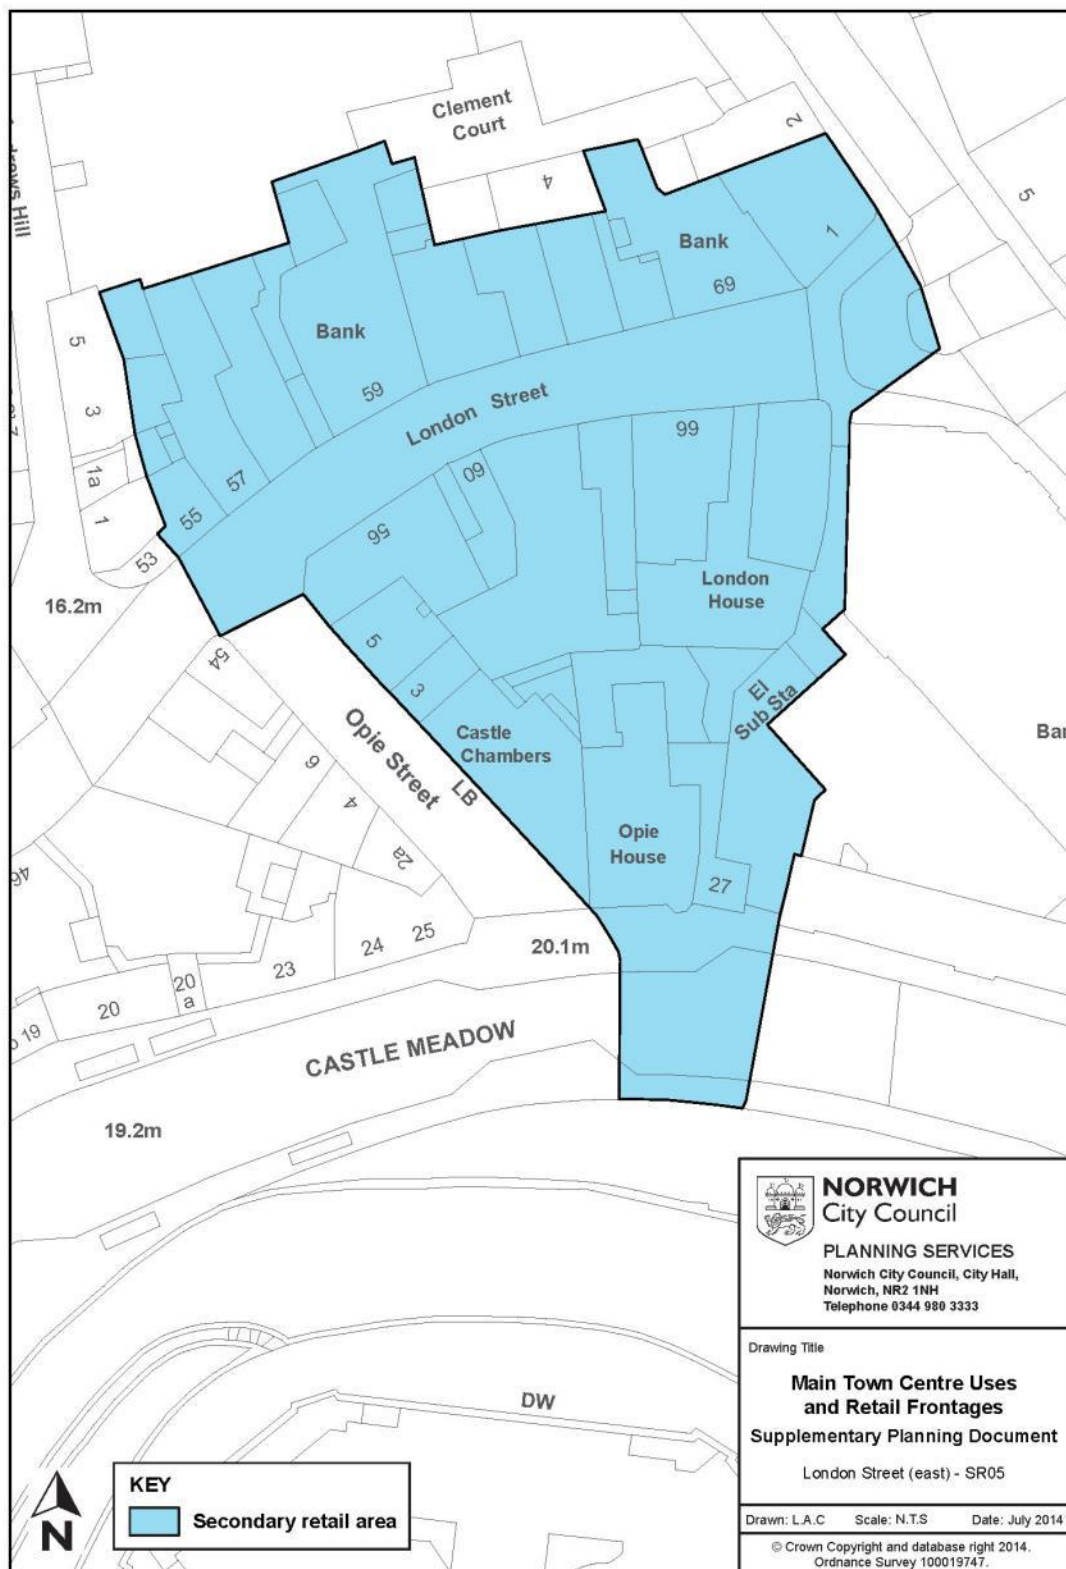 Clement
Court
2
5
4
1
Bank
69
Bank
59
London Street
5
3
1a
1
53
55
57
16.2m
56
60
66
London
House
5
3
54
Opie Street
LB
Castle
Chambers
El
Sub Sta
6
4
2a
Opie
House
27
46
24
25
23
20
a
20
19
20.1m
CASTLE MEADOW
19.2m
DW
N
KEY
Secondary retail area
NORWICH
City Council
PLANNING SERVICES
Norwich City Council, City Hall,
Norwich, NR2 1NH
Telephone 0344 980 3333
Drawing Title
Main Town Centre Uses
and Retail Frontages
Supplementary Planning Document
London Street (east) - SR05
Drawn: L.A.C Scale: N.T.S Date: July 2014
© Crown Copyright and database right 2014.
Ordnance Survey 100019747.